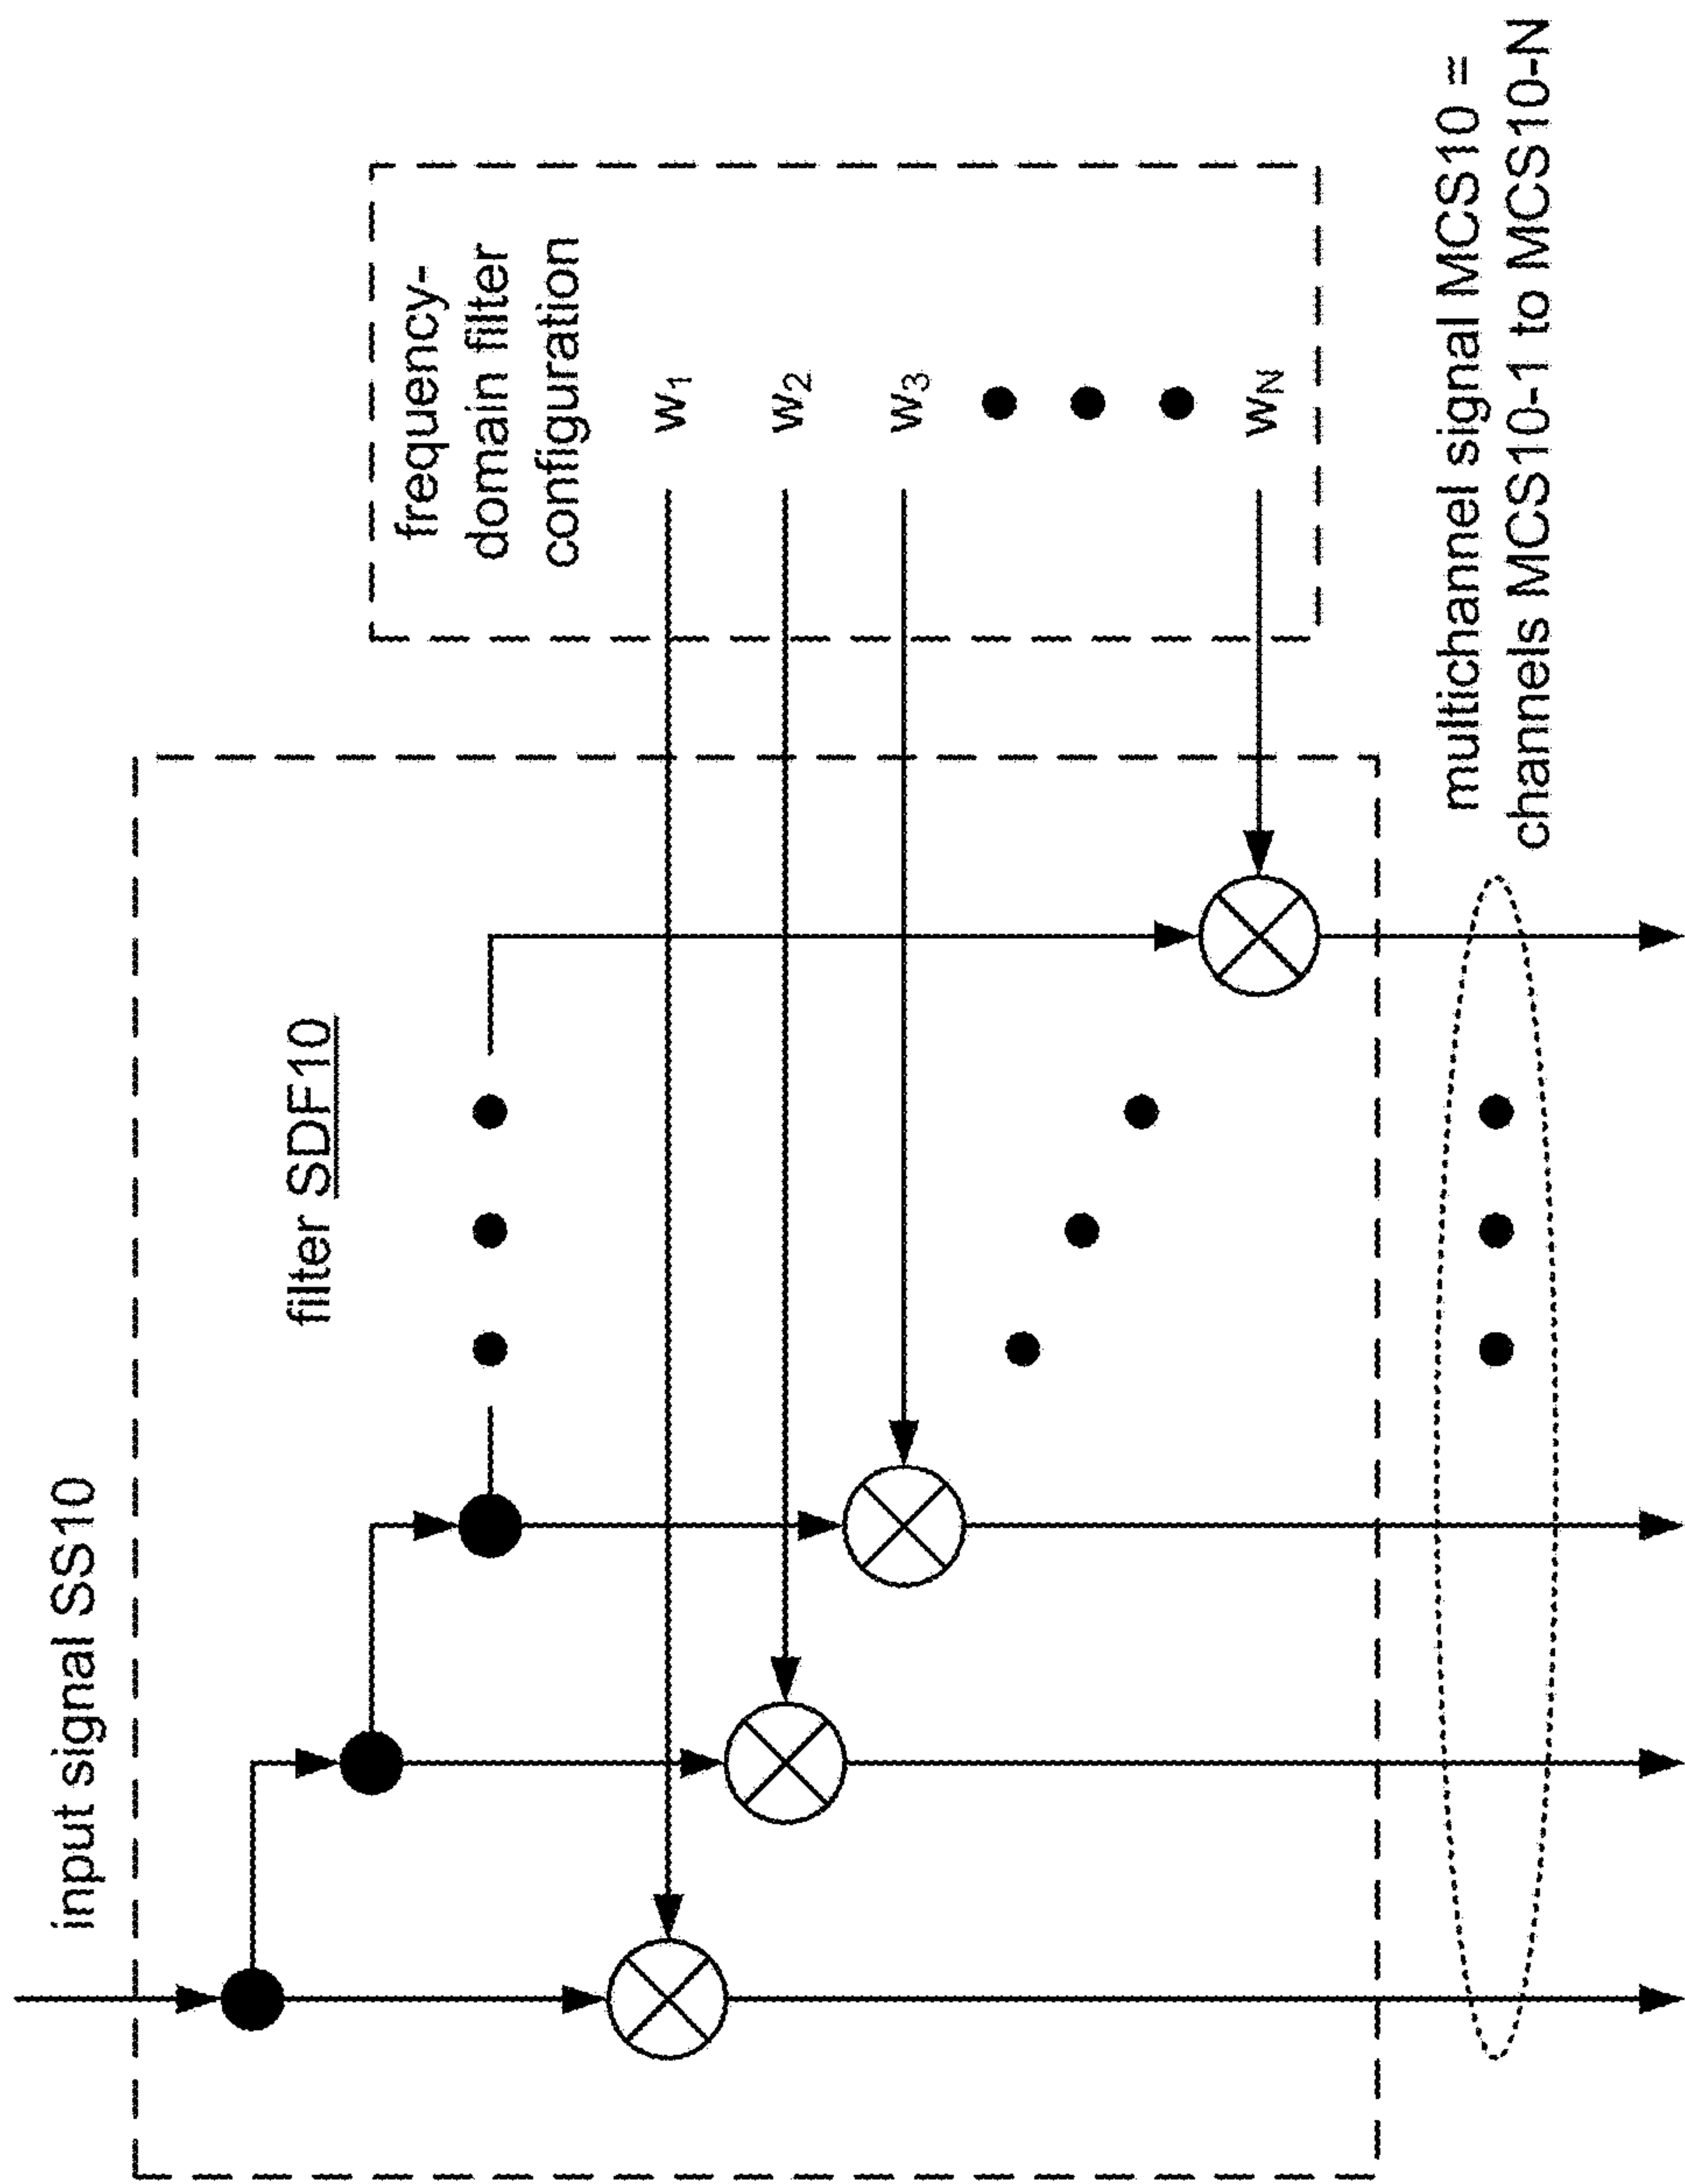 input signal SS10
filter SDF10
frequency-
domain filter
configuration
w1
w2
w3
wN
multichannel signal MCS10 =
channels MCS10-1 to MCS10-N